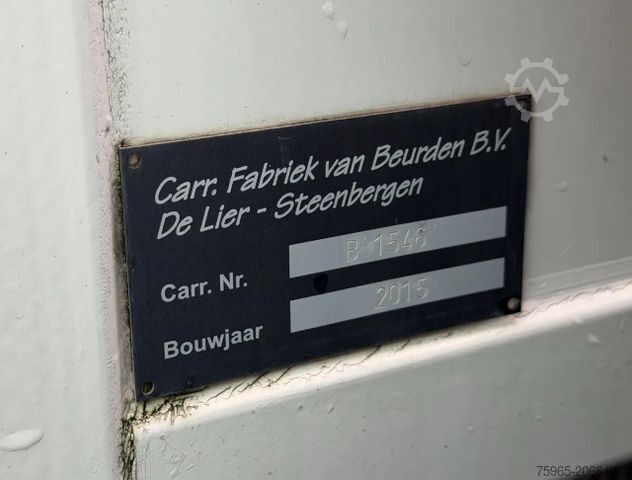 Carr. Fabriek van Beurden B.V.
De Lier - Steenbergen
Carr. Nr. B 1546
Bouwjaar 2015